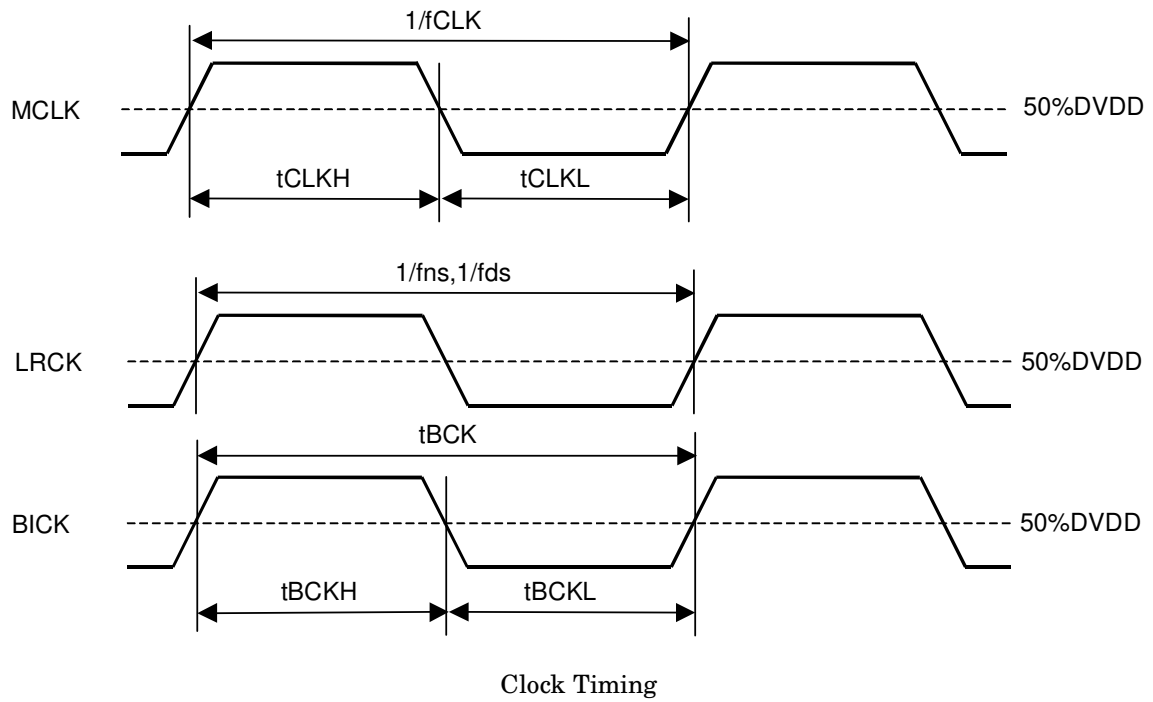 1/fCLK
MCLK
50%DVDD
tCLKH
tCLKL
1/fns,1/fds
LRCK
50%DVDD
tBCK
BICK
50%DVDD
tBCKH
tBCKL
Clock Timing